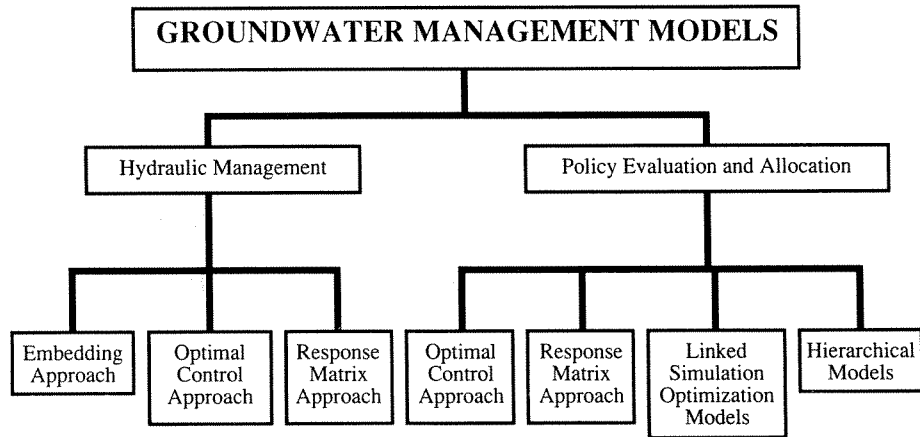 GROUNDWATER MANAGEMENT MODELS
Hydraulic Management
Policy Evaluation and Allocation
Embedding
Approach
Optimal
Control
Approach
Response
Matrix
Approach
Optimal
Control
Approach
Response
Matrix
Approach
Linked
Simulation
Optimization
Models
Hierarchical
Models